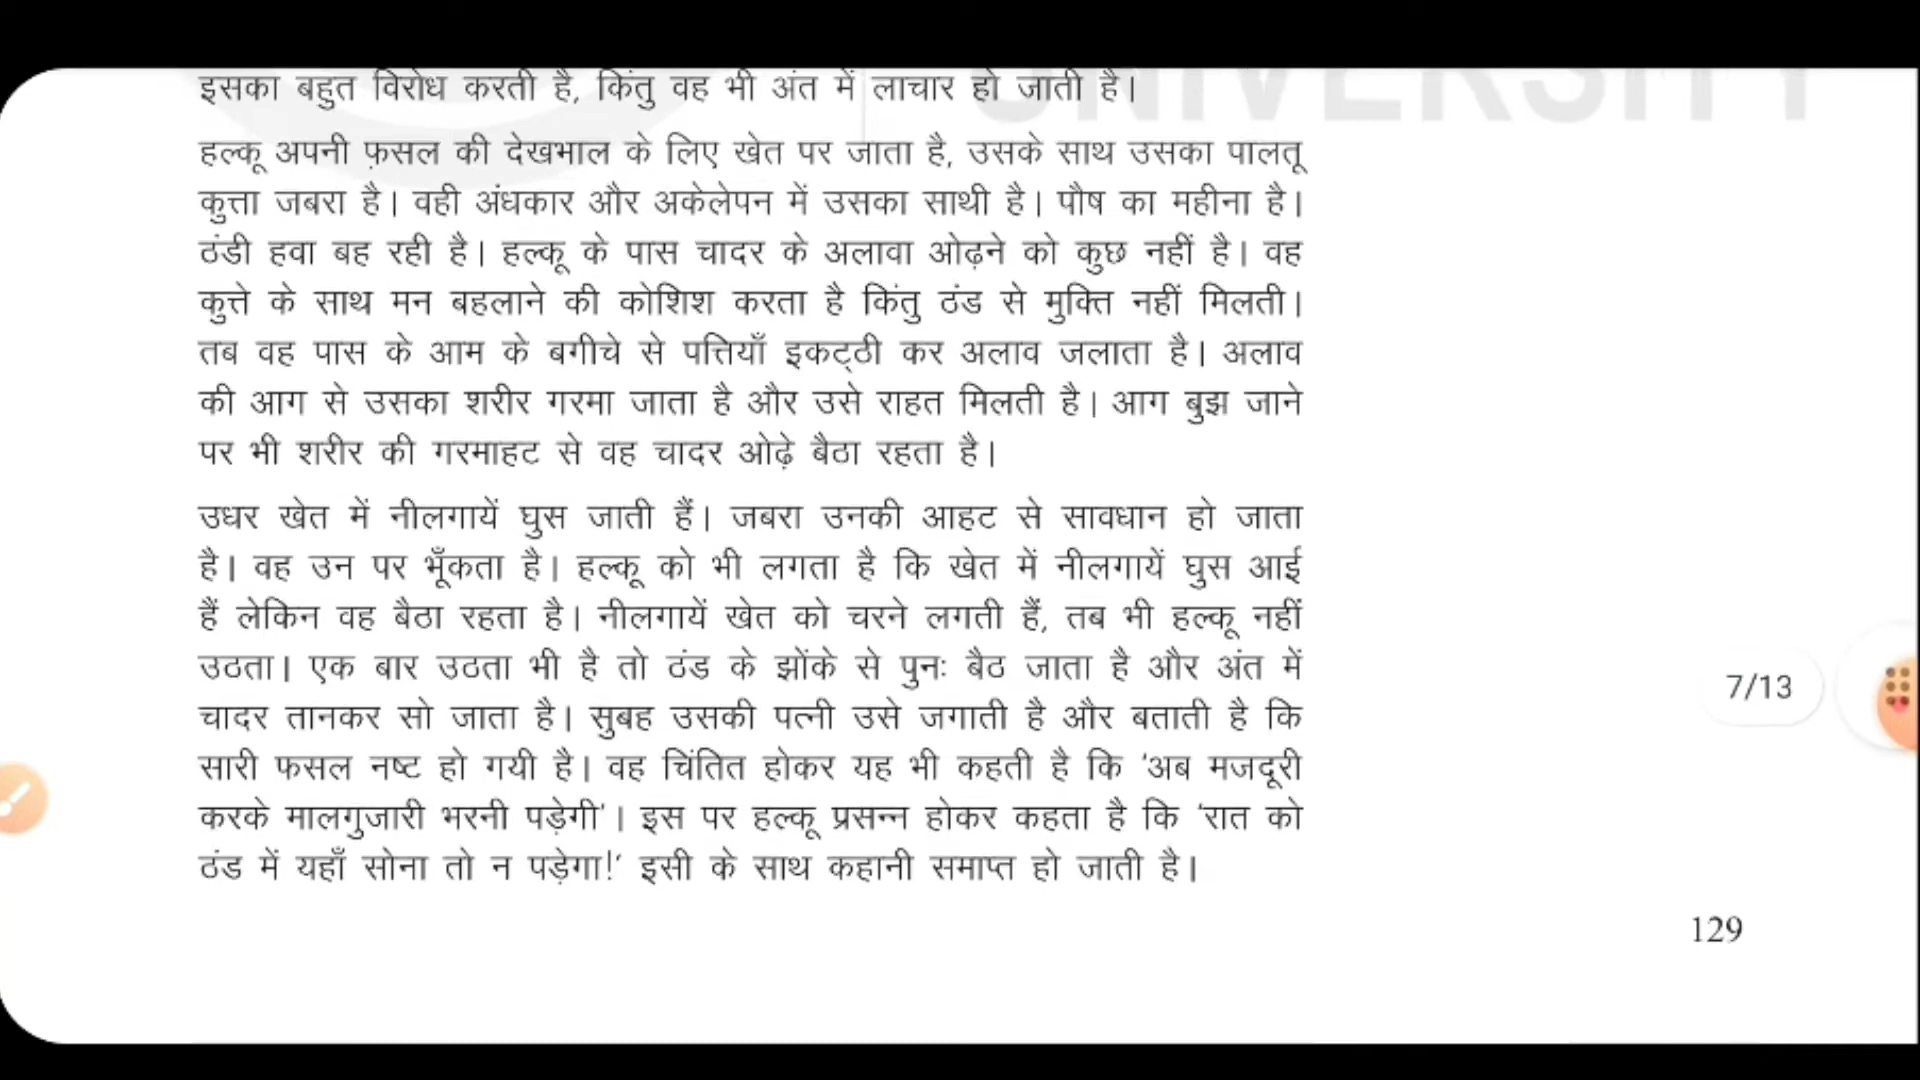 UNIVERSITY
इसका बहुत विरोध करती है, किंतु वह भी अंत में लाचार हो जाती है।
हल्कू अपनी फ़सल की देखभाल के लिए खेत पर जाता है, उसके साथ उसका पालतू
कुत्ता जबरा है। वही अंधकार और अकेलेपन में उसका साथी है। पौष का महीना है।
ठंडी हवा बह रही है। हल्कू के पास चादर के अलावा ओढ़ने को कुछ नहीं है। वह
कुत्ते के साथ मन बहलाने की कोशिश करता है किंतु ठंड से मुक्ति नहीं मिलती।
तब वह पास के आम के बगीचे से पत्तियाँ इकट्ठी कर अलाव जलाता है। अलाव
की आग से उसका शरीर गरमा जाता है और उसे राहत मिलती है। आग बुझ जाने
पर भी शरीर की गरमाहट से वह चादर ओढ़े बैठा रहता है।
उधर खेत में नीलगायें घुस जाती हैं। जबरा उनकी आहट से सावधान हो जाता
है। वह उन पर भूँकता है। हल्कू को भी लगता है कि खेत में नीलगायें घुस आई
हैं लेकिन वह बैठा रहता है। नीलगायें खेत को चरने लगती हैं, तब भी हल्कू नहीं
उठता। एक बार उठता भी है तो ठंड के झोंके से पुनः बैठ जाता है और अंत में
चादर तानकर सो जाता है। सुबह उसकी पत्नी उसे जगाती है और बताती है कि
सारी फसल नष्ट हो गयी है। वह चिंतित होकर यह भी कहती है कि 'अब मजदूरी
करके मालगुजारी भरनी पड़ेगी'। इस पर हल्कू प्रसन्न होकर कहता है कि 'रात को
ठंड में यहाँ सोना तो न पड़ेगा!' इसी के साथ कहानी समाप्त हो जाती है।
7/13
129